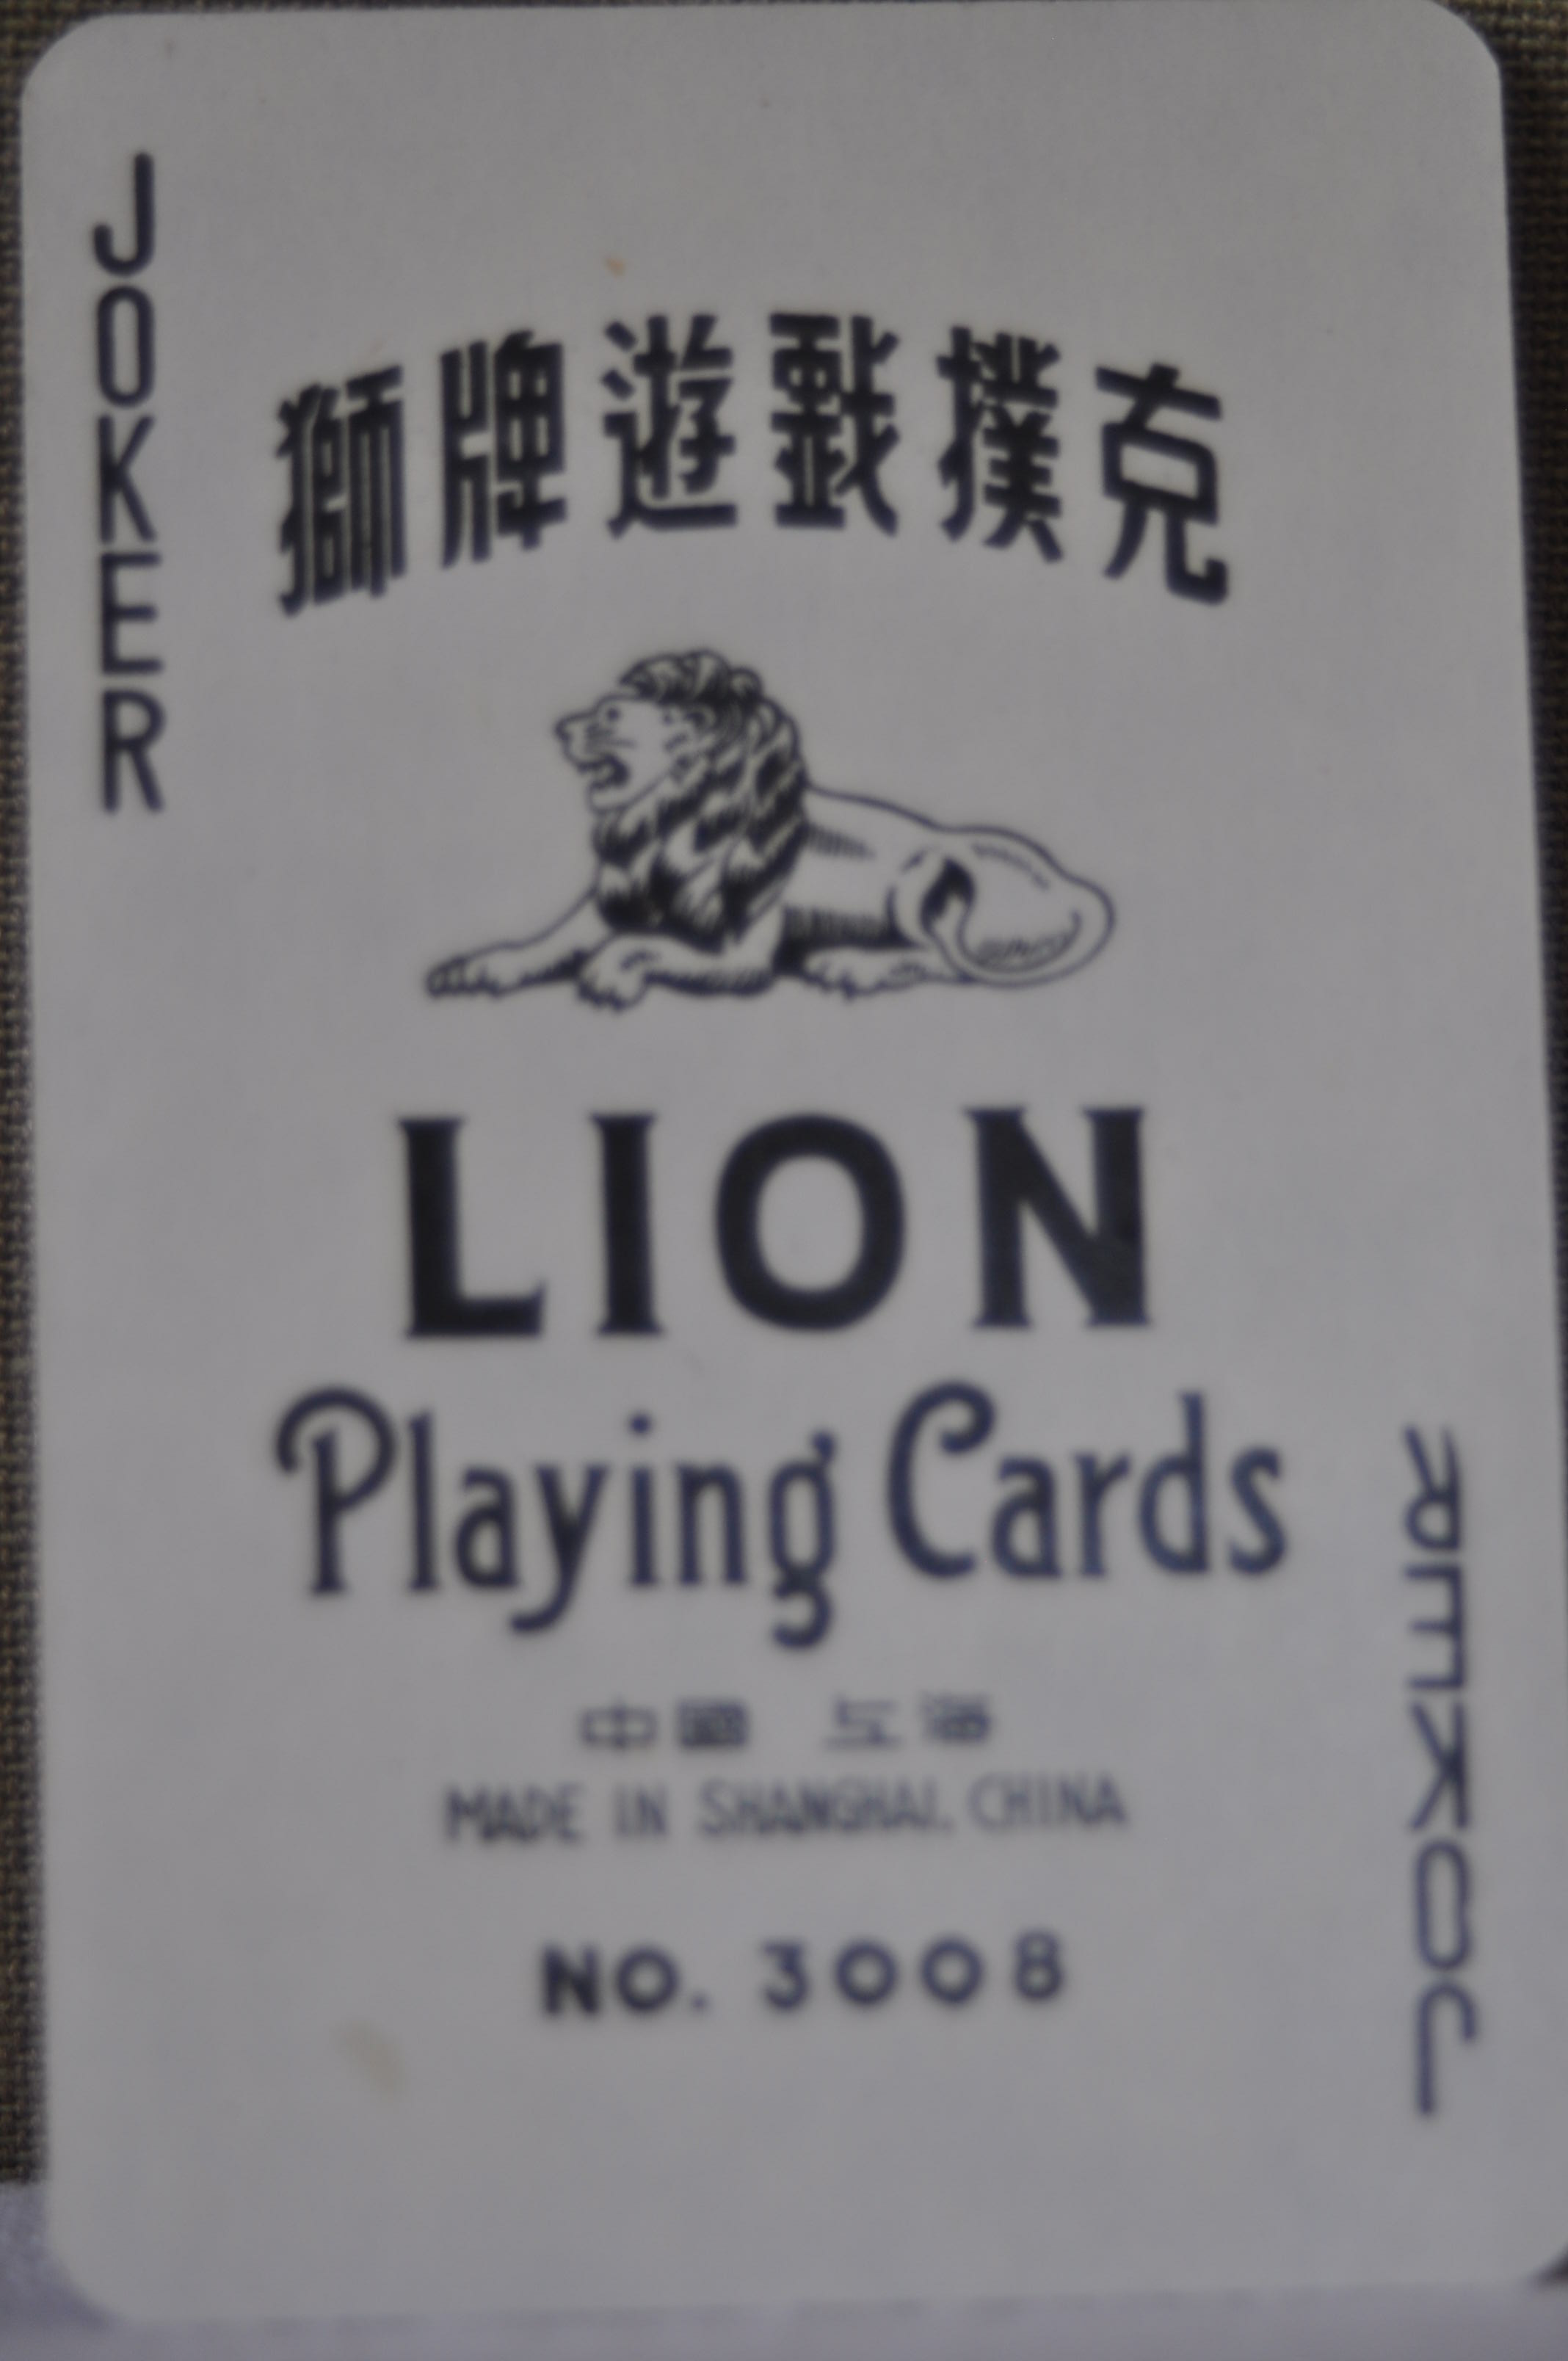 JOKER
獅牌遊戱撲克
LION
Playing Cards
中國 上海
MADE IN SHANGHAI, CHINA
NO. 3008
JOKER